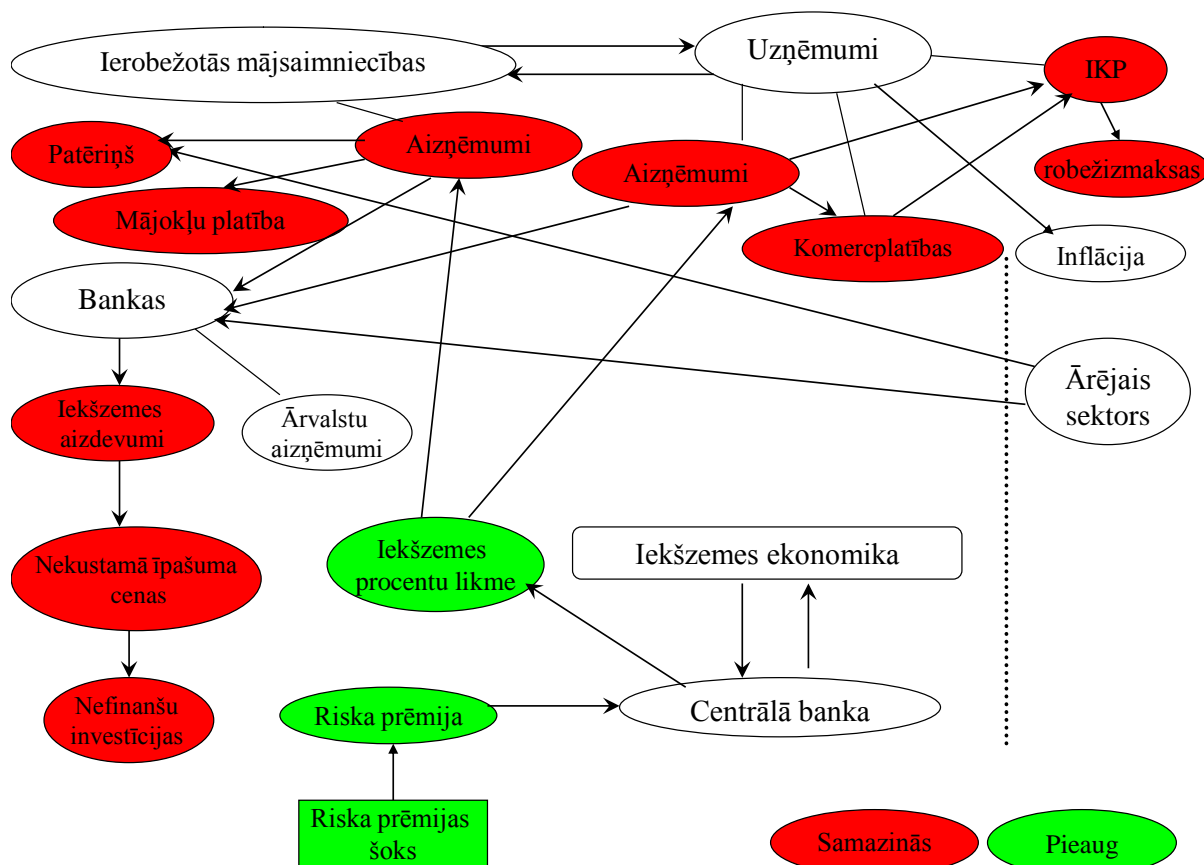 Ierobežotās mājsaimniecības
Uzņēmumi
IKP
Patēriņš
Aizņēmumi
Aizņēmumi
robežizmaksas
Mājokļu platība
Komercplatības
Inflācija
Bankas
Ārējais
sektors
Iekšzemes
aizdevumi
Ārvalstu
aizņēmumi
Nekustamā īpašuma
cenas
Iekšzemes
procentu likme
Iekšzemes ekonomika
Nefinanšu
investīcijas
Riska prēmija
Centrālā banka
Riska prēmijas
šoks
Samazinās
Pieaug